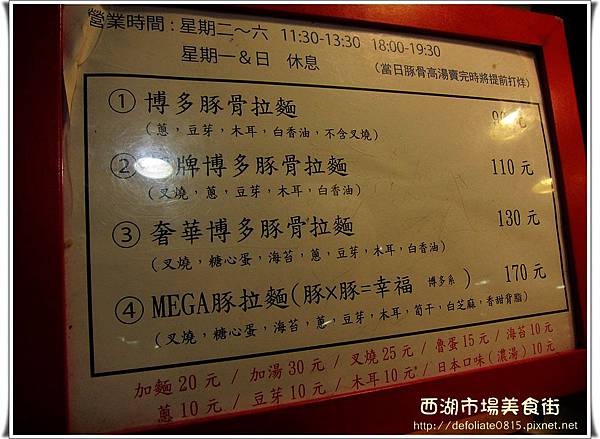 營業時間:星期二～六 11:30-13:30 18:00-19:30
星期一＆日 休息
(當日豚骨高湯賣完時將提前打烊)
① 博多豚骨拉麵 元
(蔥,豆芽,木耳,白香油,不含叉燒)
② 牌博多豚骨拉麵 110元
(叉燒,蔥,豆芽,木耳,白香油)
③ 奢華博多豚骨拉麵 130元
(叉燒,糖心蛋,海苔,蔥,豆芽,木耳,白香油)
④ MEGA豚拉麵(豚×豚=幸福 博多系) 170元
(叉燒,糖心蛋,海苔,蔥,豆芽,木耳,筍干,白芝麻,香甜背脂)
加麵20元 / 加湯30元 / 叉燒25元 / 魯蛋15元 / 海苔10元
蔥10元 / 豆芽10元 / 木耳10元 / 日本口味(濃湯)10元
西湖市場美食街
http://defoliate0815.pixnet.net